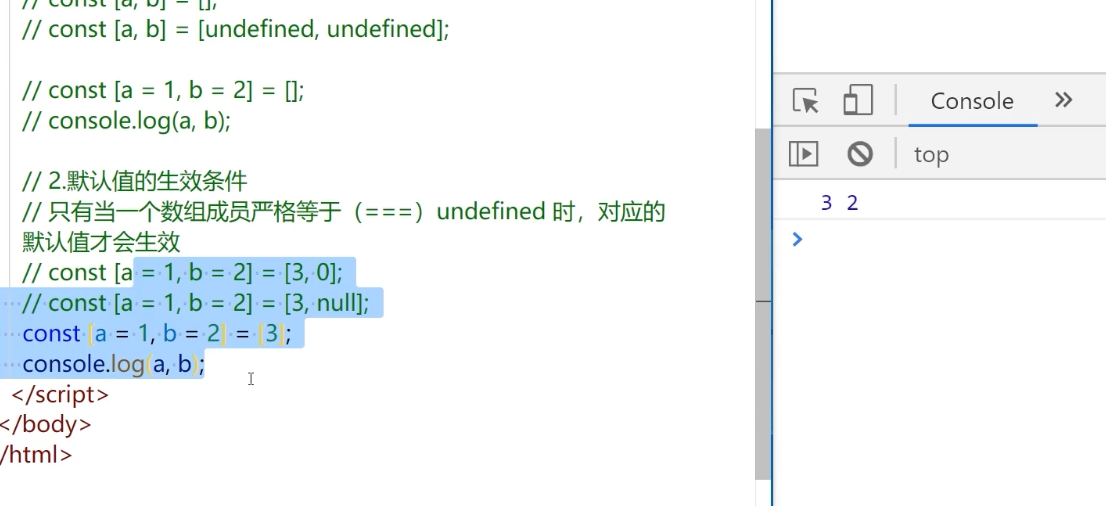 // const [a, b] = [];
// const [a, b] = [undefined, undefined];
// const [a = 1, b = 2] = [];
// console.log(a, b);
// 2.默认值的生效条件
// 只有当一个数组成员严格等于（===）undefined 时，对应的
默认值才会生效
// const [a = 1, b = 2] = [3, 0];
// const [a = 1, b = 2] = [3, null];
const [a = 1, b = 2] = [3];
console.log(a, b);
</script>
</body>
/html>
Console
top
3 2